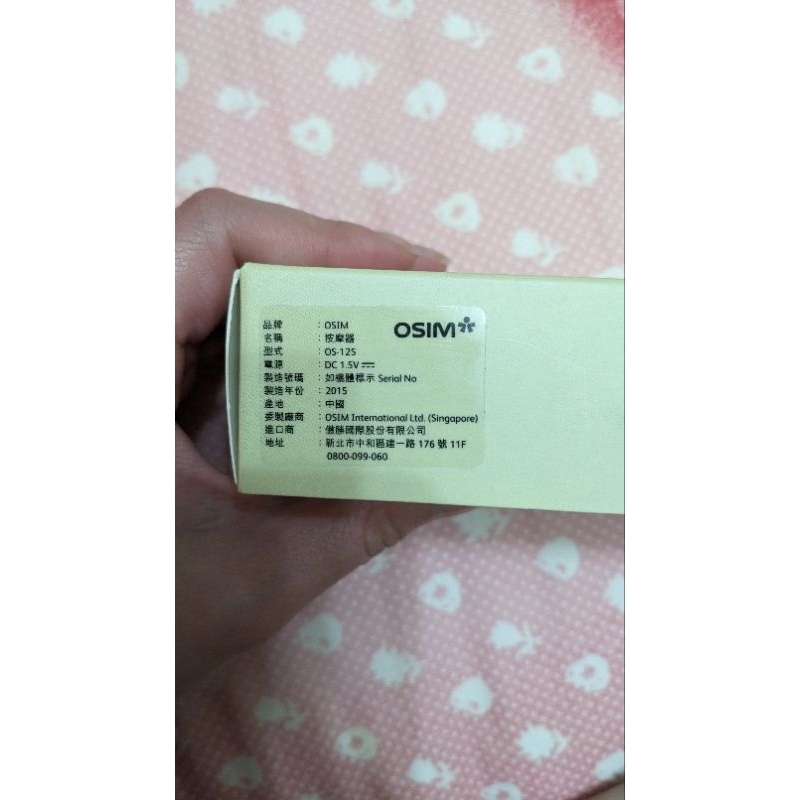 OSIM
品牌 : OSIM
名稱 : 按摩器
型式 : OS-125
電源 : DC 1.5V
製造號碼 : 如機體標示 Serial No
製造年份 : 2015
產地 : 中國
委製廠商 : OSIM International Ltd. (Singapore)
進口商 : 傲勝國際股份有限公司
地址 : 新北市中和區建一路 176 號 11F
0800-099-060